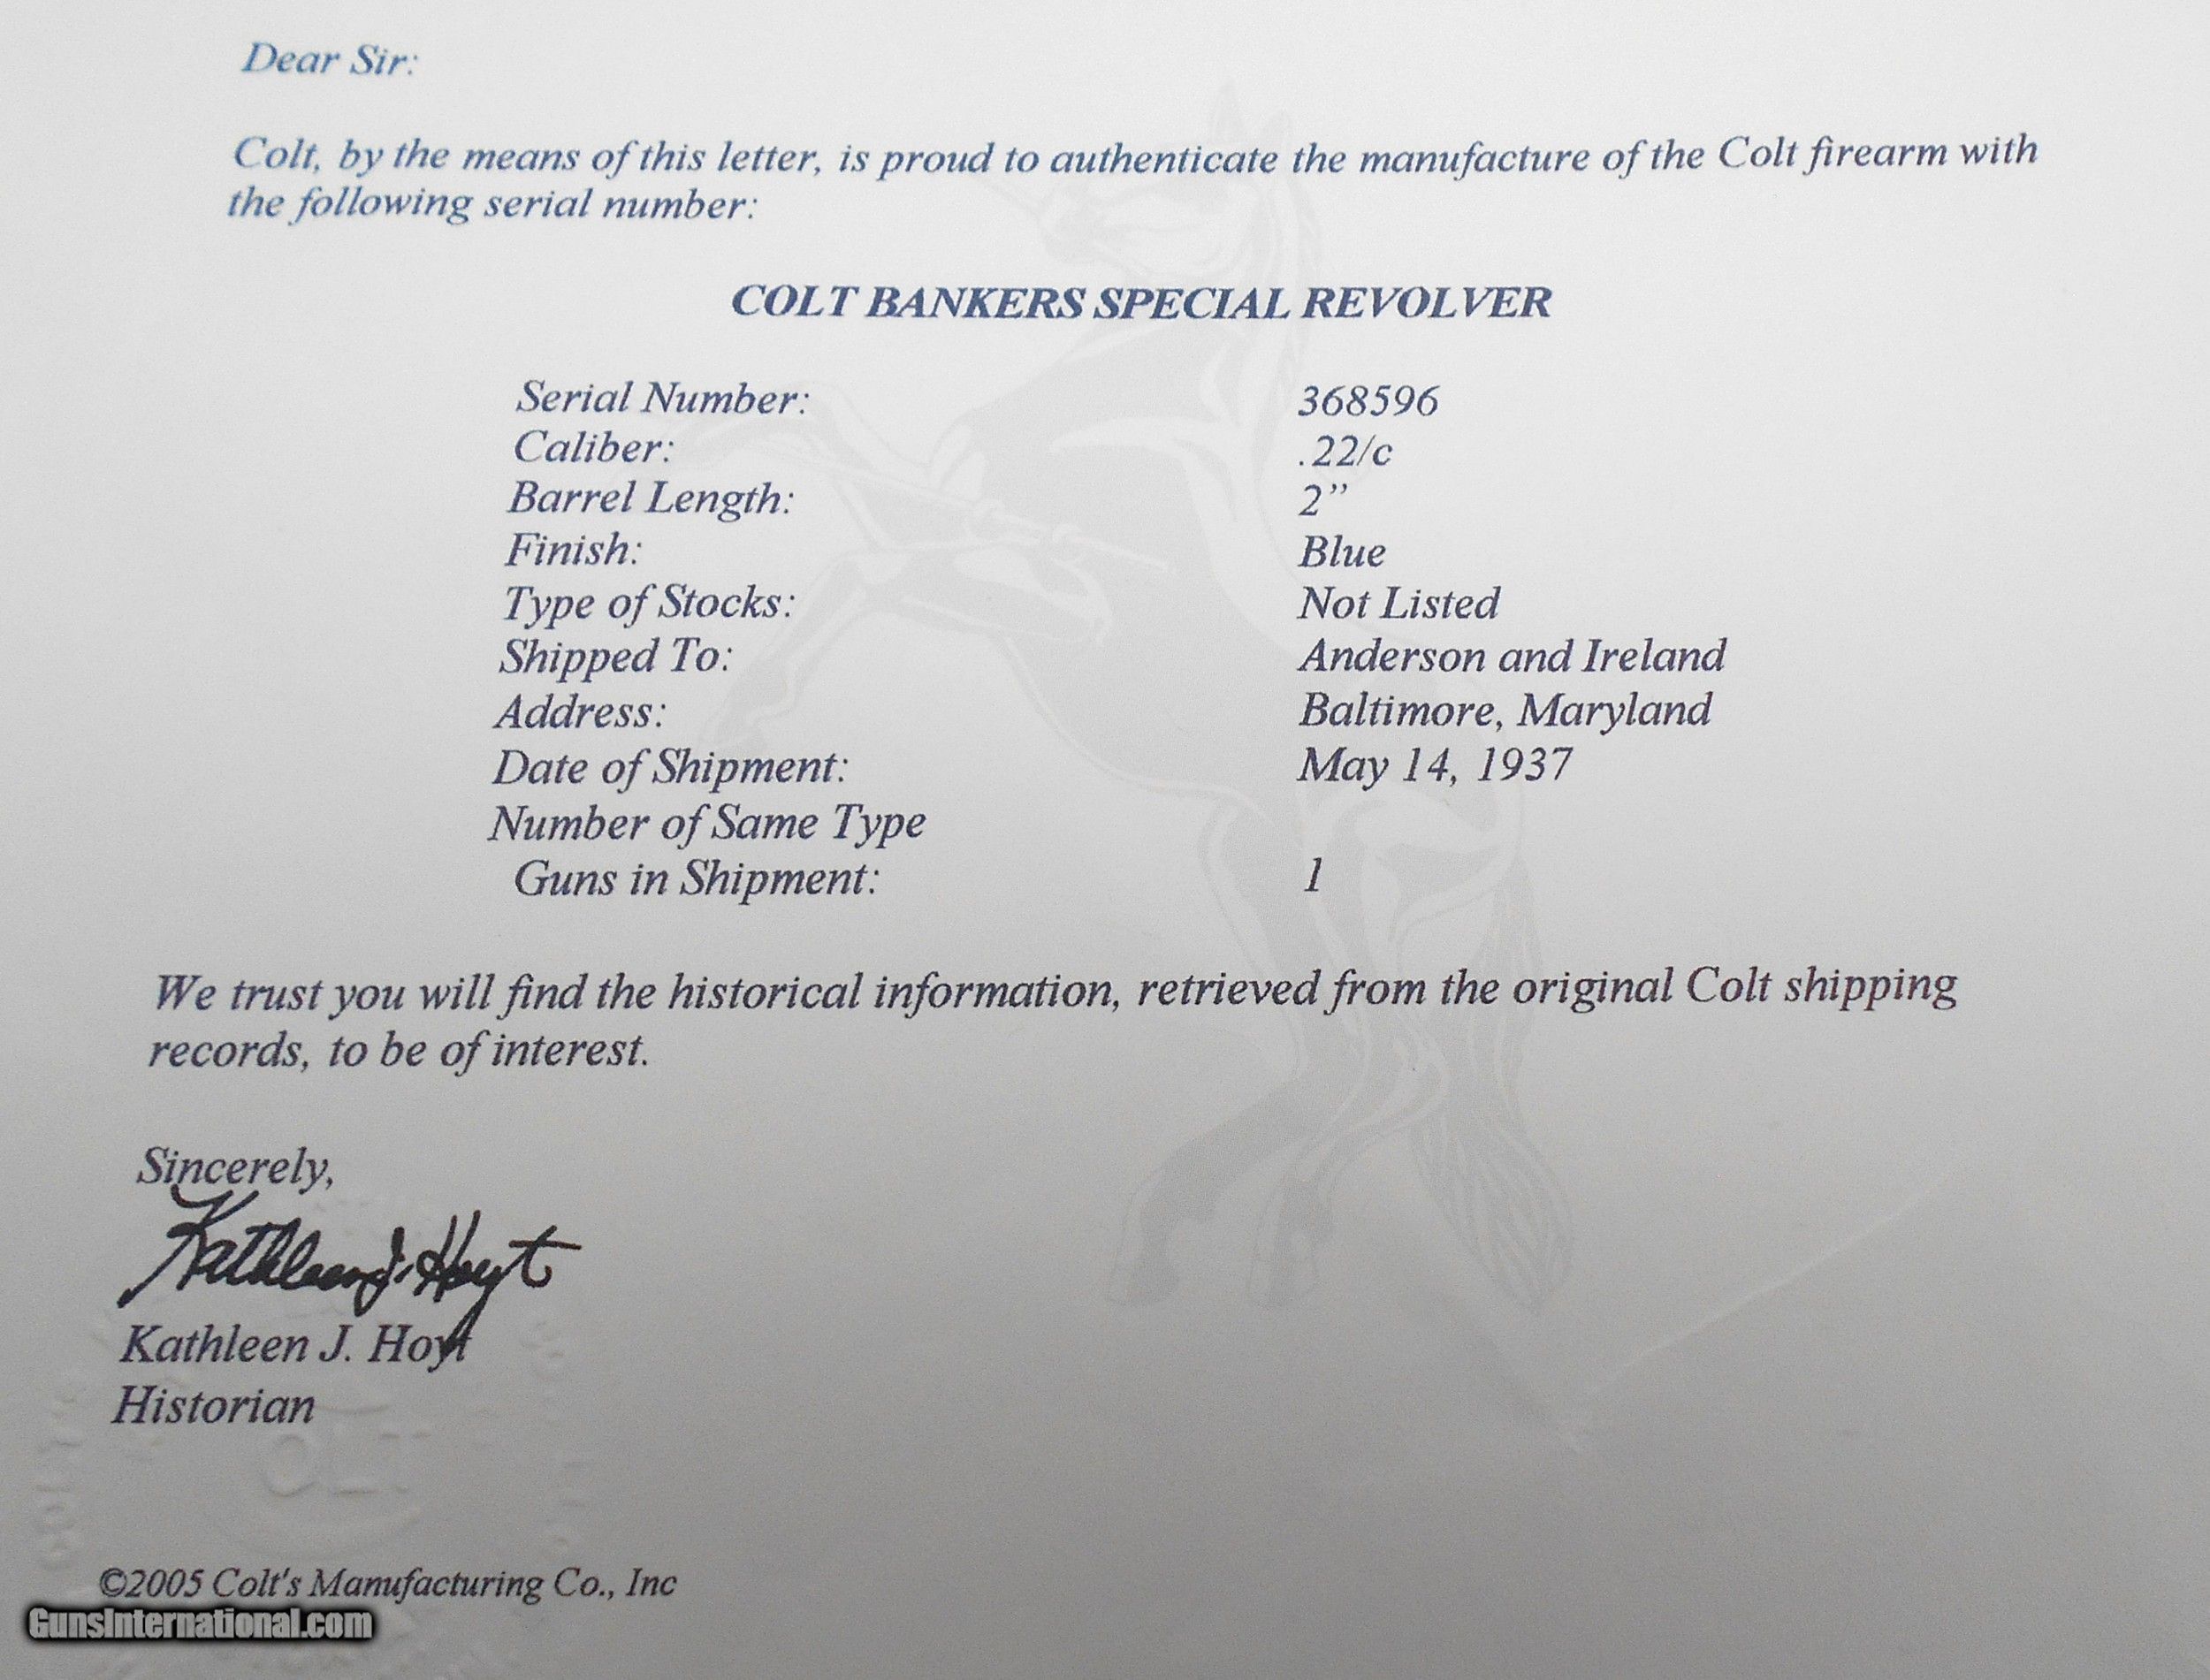 Dear Sir:
Colt, by the means of this letter, is proud to authenticate the manufacture of the Colt firearm with
the following serial number:
COLT BANKERS SPECIAL REVOLVER
Serial Number: 368596
Caliber: .22/c
Barrel Length: 2”
Finish: Blue
Type of Stocks: Not Listed
Shipped To: Anderson and Ireland
Address: Baltimore, Maryland
Date of Shipment: May 14, 1937
Number of Same Type
Guns in Shipment: 1
We trust you will find the historical information, retrieved from the original Colt shipping
records, to be of interest.
Sincerely,
Kathleen J. Hoyt
Kathleen J. Hoyt
Historian
©2005 Colt's Manufacturing Co., Inc
GunsInternational.com